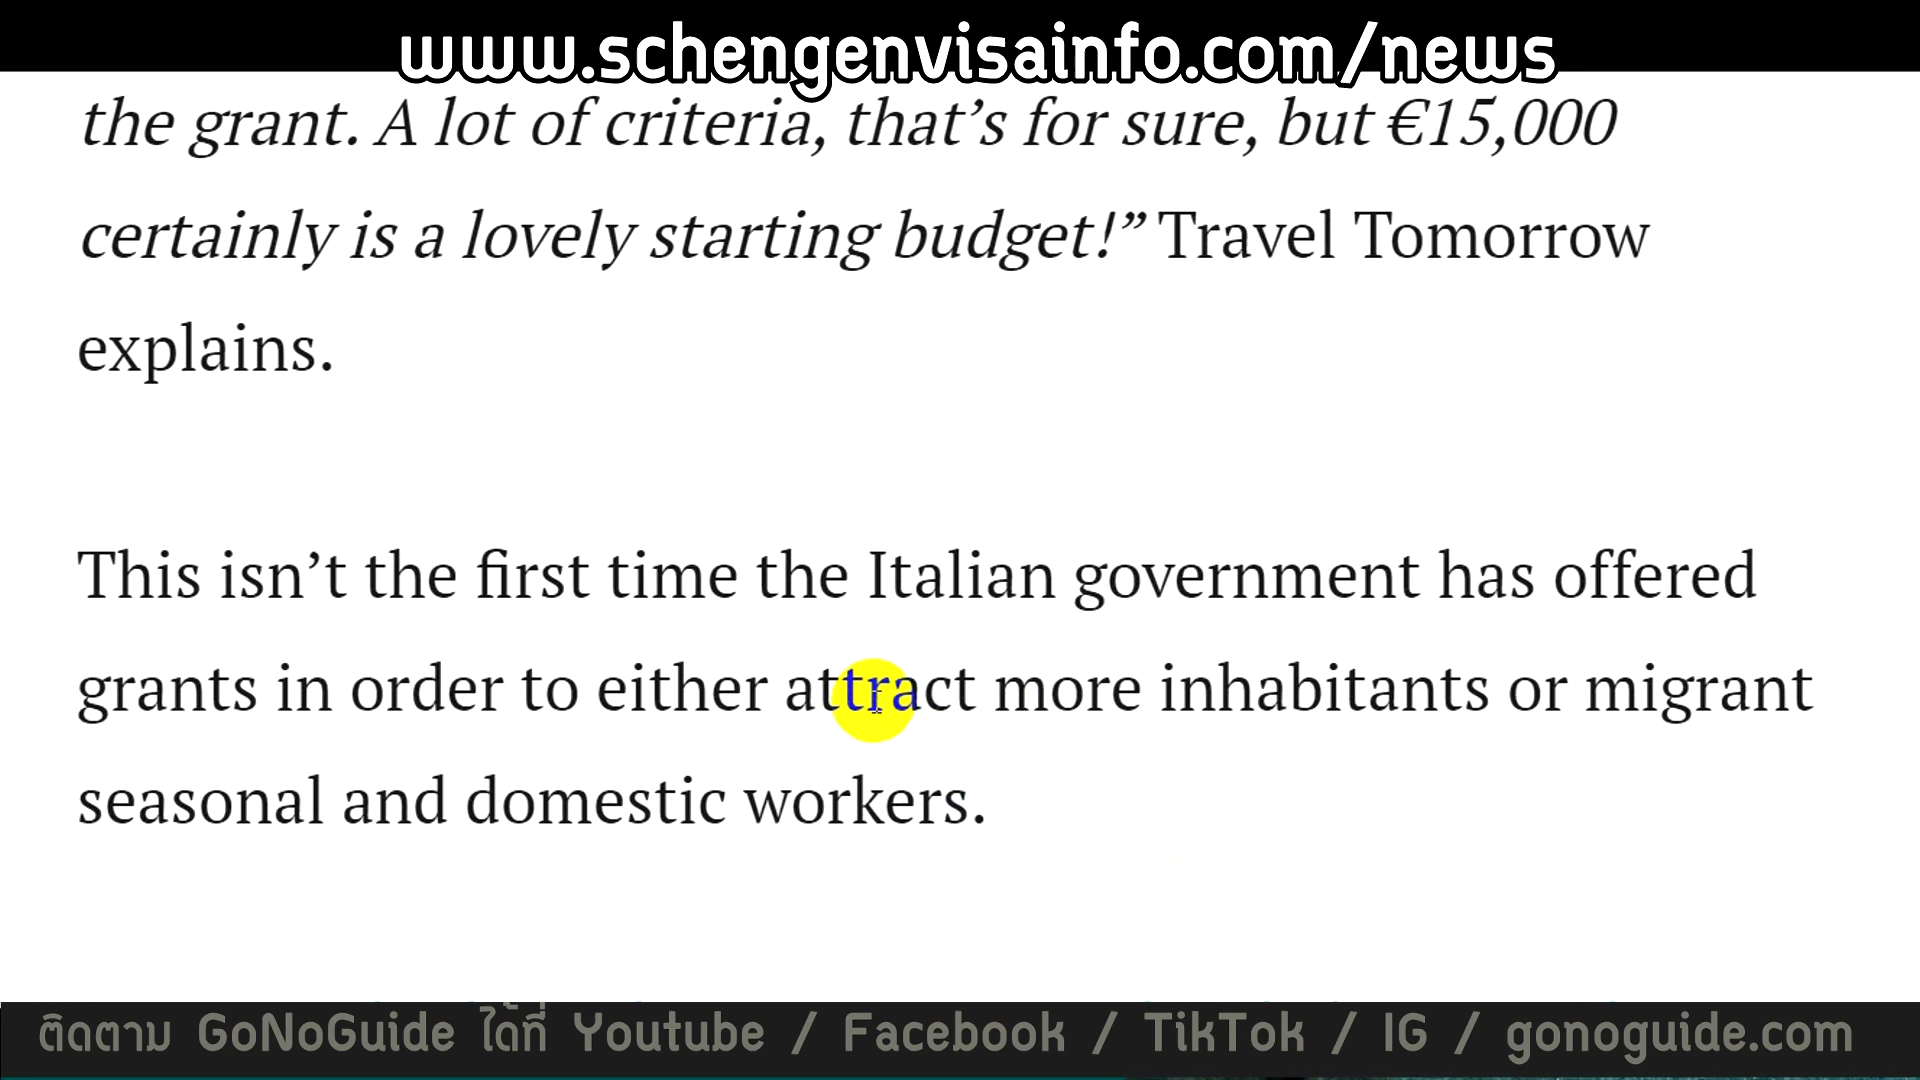 www.schengenvisainfo.com/news
the grant. A lot of criteria, that’s for sure, but €15,000
certainly is a lovely starting budget!” Travel Tomorrow
explains.
This isn’t the first time the Italian government has offered
grants in order to either attract more inhabitants or migrant
seasonal and domestic workers.
ติดตาม GoNoGuide ได้ที่ Youtube / Facebook / TikTok / IG / gonoguide.com